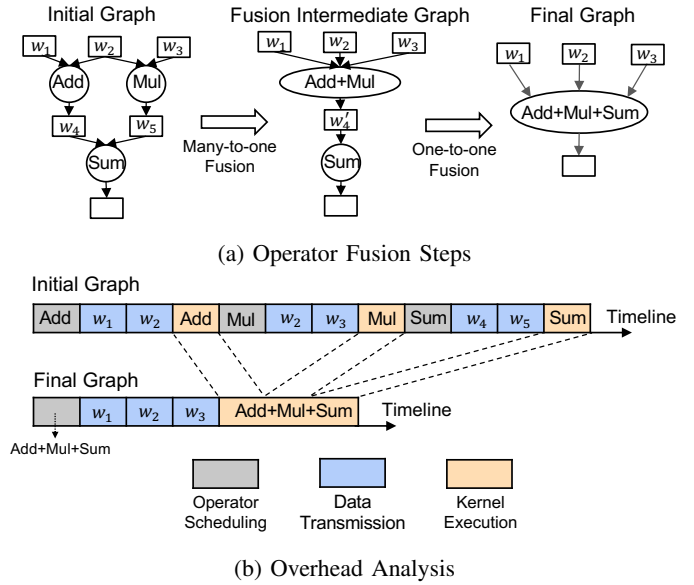 Initial Graph
Fusion Intermediate Graph
Final Graph
w₁ w₂ w₃
Add Mul
w₄ w₅
Sum
Many-to-one
Fusion
w₁ w₂ w₃
Add+Mul
w₄′
Sum
One-to-one
Fusion
w₁ w₂ w₃
Add+Mul+Sum
(a) Operator Fusion Steps
Initial Graph
Add w₁ w₂ Add Mul w₂ w₃ Mul Sum w₄ w₅ Sum Timeline
Final Graph
w₁ w₂ w₃ Add+Mul+Sum Timeline
Add+Mul+Sum
Operator
Scheduling
Data
Transmission
Kernel
Execution
(b) Overhead Analysis